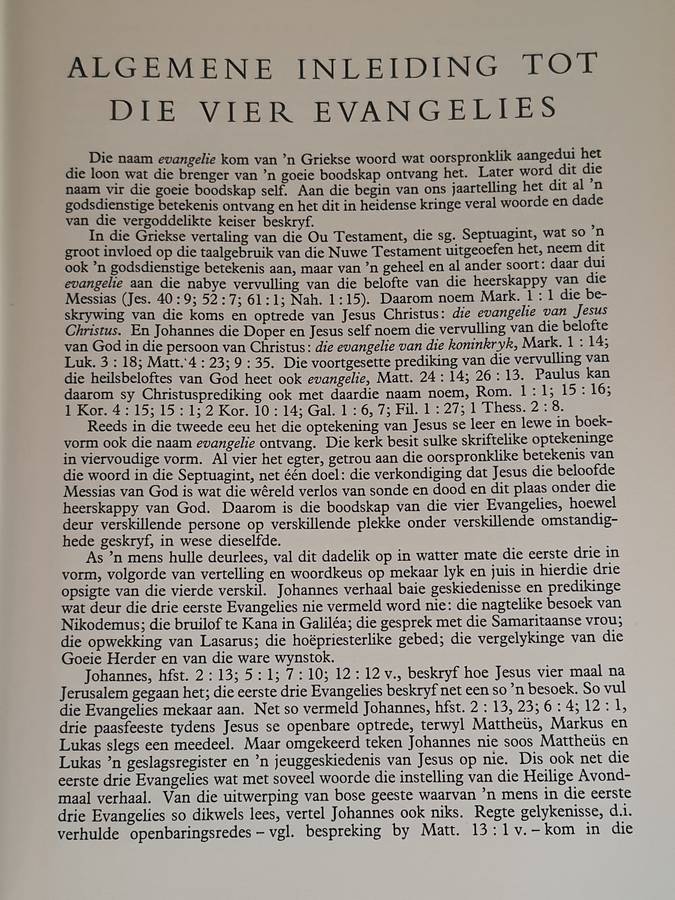 ALGEMENE INLEIDING TOT
DIE VIER EVANGELIES
Die naam evangelie kom van 'n Griekse woord wat oorspronklik aangedui het
die loon wat die brenger van 'n goeie boodskap ontvang het. Later word dit die
naam vir die goeie boodskap self. Aan die begin van ons jaartelling het dit al 'n
godsdienstige betekenis ontvang en het dit in heidense kringe veral woorde en dade
van die vergoddelikte keiser beskryf.
In die Griekse vertaling van die Ou Testament, die sg. Septuagint, wat so 'n
groot invloed op die taalgebruik van die Nuwe Testament uitgeoefen het, neem dit
ook 'n godsdienstige betekenis aan, maar van 'n geheel en al ander soort: daar dui
evangelie aan die nabye vervulling van die belofte van die heerskappy van die
Messias (Jes. 40 : 9; 52 : 7; 61 : 1; Nah. 1 : 15). Daarom noem Mark. 1 : 1 die be-
skrywing van die koms en optrede van Jesus Christus: die evangelie van Jesus
Christus. En Johannes die Doper en Jesus self noem die vervulling van die belofte
van God in die persoon van Christus: die evangelie van die koninkryk, Mark. 1 : 14;
Luk. 3 : 18; Matt. 4 : 23; 9 : 35. Die voortgesette prediking van die vervulling van
die heilsbeloftes van God heet ook evangelie, Matt. 24 : 14; 26 : 13. Paulus kan
daarom sy Christusprediking ook met daardie naam noem, Rom. 1 : 1; 15 : 16;
1 Kor. 4 : 15; 15 : 1; 2 Kor. 10 : 14; Gal. 1 : 6, 7; Fil. 1 : 27; 1 Thess. 2 : 8.
Reeds in die tweede eeu het die optekening van Jesus se leer en lewe in boek-
vorm ook die naam evangelie ontvang. Die kerk besit sulke skriftelike optekeninge
in viervoudige vorm. Al vier het egter, getrou aan die oorspronklike betekenis van
die woord in die Septuagint, net één doel: die verkondiging dat Jesus die beloofde
Messias van God is wat die wêreld verlos van sonde en dood en dit plaas onder die
heerskappy van God. Daarom is die boodskap van die vier Evangelies, hoewel
deur verskillende persone op verskillende plekke onder verskillende omstandig-
hede geskryf, in wese dieselfde.
As 'n mens hulle deurlees, val dit dadelik op in watter mate die eerste drie in
vorm, volgorde van vertelling en woordkeus op mekaar lyk en juis in hierdie drie
opsigte van die vierde verskil. Johannes verhaal baie geskiedenisse en predikinge
wat deur die drie eerste Evangelies nie vermeld word nie: die nagtelike besoek van
Nikodemus; die bruilof te Kana in Galiléa; die gesprek met die Samaritaanse vrou;
die opwekking van Lasarus; die hoëpriesterlike gebed; die vergelykinge van die
Goeie Herder en van die ware wynstok.
Johannes, hfst. 2 : 13; 5 : 1; 7 : 10; 12 : 12 v., beskryf hoe Jesus vier maal na
Jerusalem gegaan het; die eerste drie Evangelies beskryf net een so 'n besoek. So vul
die Evangelies mekaar aan. Net so vermeld Johannes, hfst. 2 : 13, 23; 6 : 4; 12 : 1,
drie paasfeeste tydens Jesus se openbare optrede, terwyl Mattheüs, Markus en
Lukas slegs een meedeel. Maar omgekeerd teken Johannes nie soos Mattheüs en
Lukas 'n geslagsregister en 'n jeuggeskiedenis van Jesus op nie. Dis ook net die
eerste drie Evangelies wat met soveel woorde die instelling van die Heilige Avond-
maal verhaal. Van die uitwerping van bose geeste waarvan 'n mens in die eerste
drie Evangelies so dikwels lees, vertel Johannes ook niks. Regte gelykenisse, d.i.
verhulde openbaringsredes – vgl. bespreking by Matt. 13 : 1 v. – kom in die